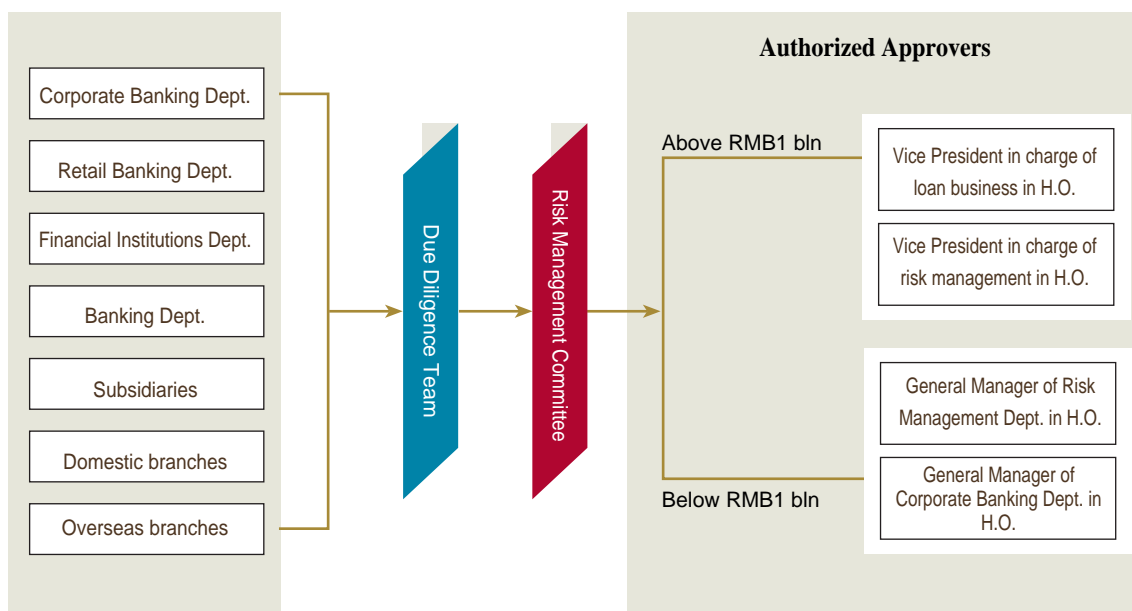 Corporate Banking Dept.
Retail Banking Dept.
Financial Institutions Dept.
Banking Dept.
Subsidiaries
Domestic branches
Overseas branches
Due Diligence Team
Risk Management Committee
Authorized Approvers
Above RMB1 bln
Vice President in charge of
loan business in H.O.
Vice President in charge of
risk management in H.O.
General Manager of Risk
Management Dept. in H.O.
Below RMB1 bln
General Manager of
Corporate Banking Dept. in
H.O.